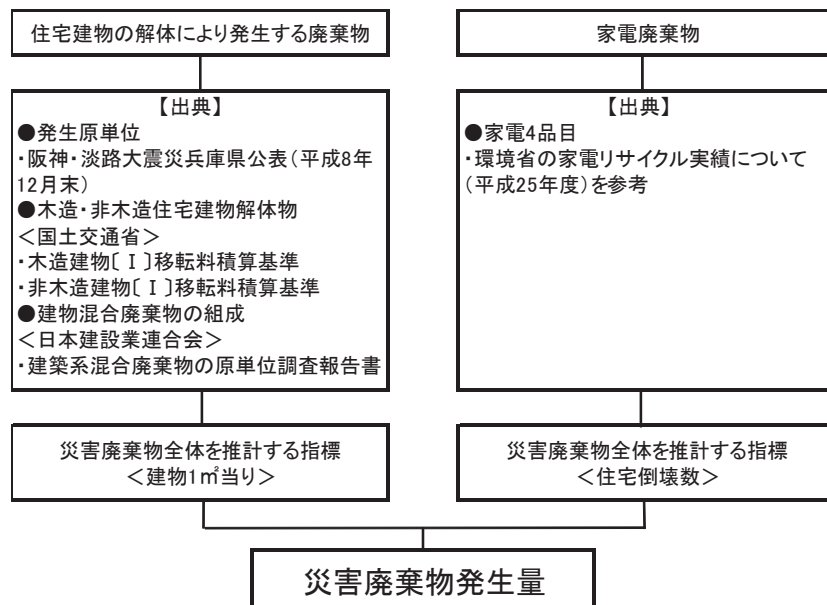 住宅建物の解体により発生する廃棄物
【出典】
●発生原単位
・阪神・淡路大震災兵庫県公表(平成8年
12月末)
●木造・非木造住宅建物解体物
<国土交通省>
・木造建物〔Ⅰ〕移転料積算基準
・非木造建物〔Ⅰ〕移転料積算基準
●建物混合廃棄物の組成
<日本建設業連合会>
・建築系混合廃棄物の原単位調査報告書
災害廃棄物全体を推計する指標
<建物1㎡当り>
家電廃棄物
【出典】
●家電4品目
・環境省の家電リサイクル実績について
(平成25年度)を参考
災害廃棄物全体を推計する指標
<住宅倒壊数>
災害廃棄物発生量